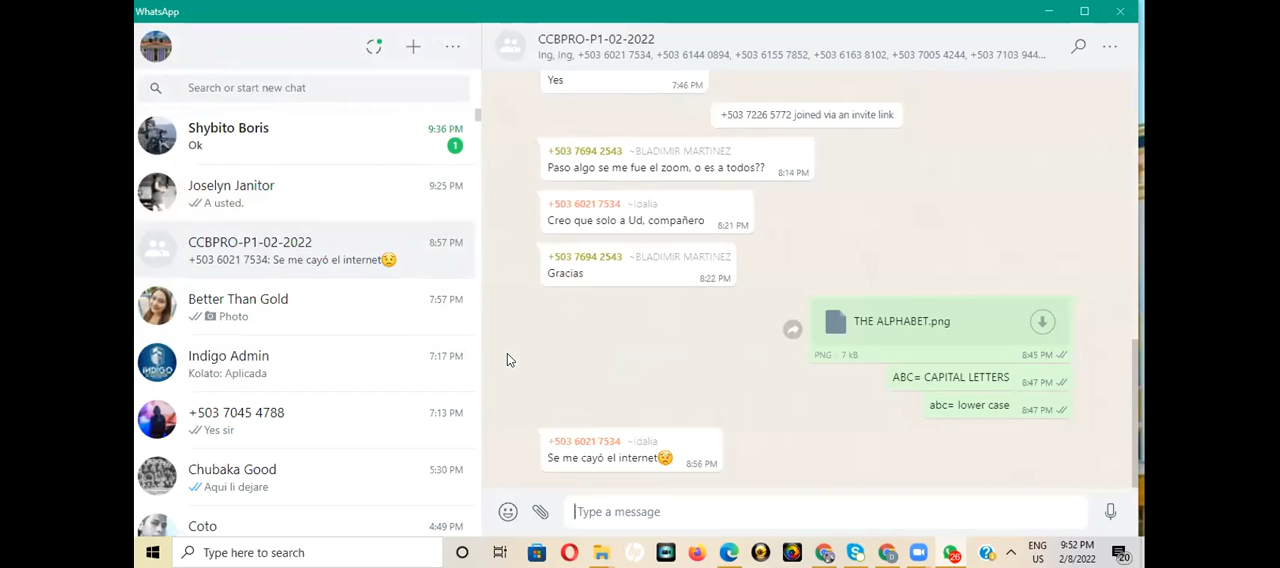 WhatsApp
Search or start new chat
Shybito Boris
9:36 PM
Ok
1
Joselyn Janitor
9:25 PM
A usted.
CCBPRO-P1-02-2022
8:57 PM
+503 6021 7534: Se me cayó el internet😟
Better Than Gold
7:57 PM
Photo
Indigo Admin
7:17 PM
Kolato: Aplicada
INDIGO
+503 7045 4788
7:13 PM
Yes sir
Chubaka Good
5:30 PM
Aqui li dejare
Coto
4:49 PM
CCBPRO-P1-02-2022
Ing, Ing, +503 6021 7534, +503 6144 0894, +503 6155 7852, +503 6163 8102, +503 7005 4244, +503 7103 944...
Yes
7:46 PM
+503 7226 5772 joined via an invite link
+503 7694 2543 ~BLADIMIR MARTINEZ
Paso algo se me fue el zoom, o es a todos??
8:14 PM
+503 6021 7534 ~Idalia
Creo que solo a Ud, compañero
8:21 PM
+503 7694 2543 ~BLADIMIR MARTINEZ
Gracias
8:22 PM
THE ALPHABET.png
PNG 7 kB
8:45 PM
ABC= CAPITAL LETTERS
8:47 PM
abc= lower case
8:47 PM
+503 6021 7534 ~Idalia
Se me cayó el internet😟
8:56 PM
Type a message
Type here to search
26
ENG
US
9:52 PM
2/8/2022
20